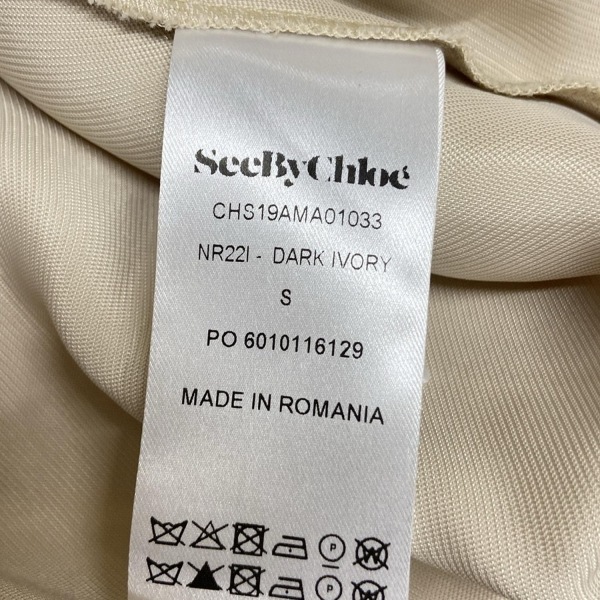 SeeByChloé
CHS19AMA01033
NR22I - DARK IVORY
S
PO 6010116129
MADE IN ROMANIA
P W
P W